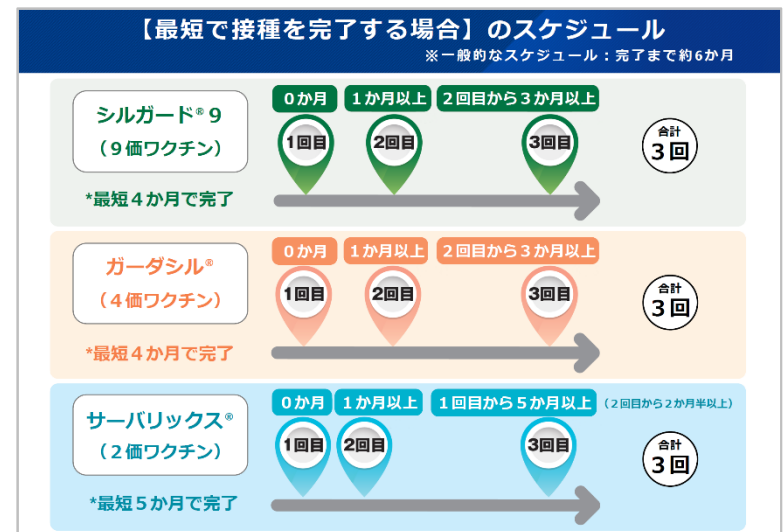 【最短で接種を完了する場合】のスケジュール
※一般的なスケジュール：完了まで約6か月
シルガード®9
（９価ワクチン）
*最短４か月で完了
０か月 １か月以上 ２回目から３か月以上
1回目 2回目 3回目
合計
3回
ガーダシル®
（４価ワクチン）
*最短４か月で完了
０か月 １か月以上 ２回目から３か月以上
1回目 2回目 3回目
合計
3回
サーバリックス®
（２価ワクチン）
*最短５か月で完了
０か月 １か月以上 １回目から５か月以上 （２回目から２か月半以上）
1回目 2回目 3回目
合計
3回